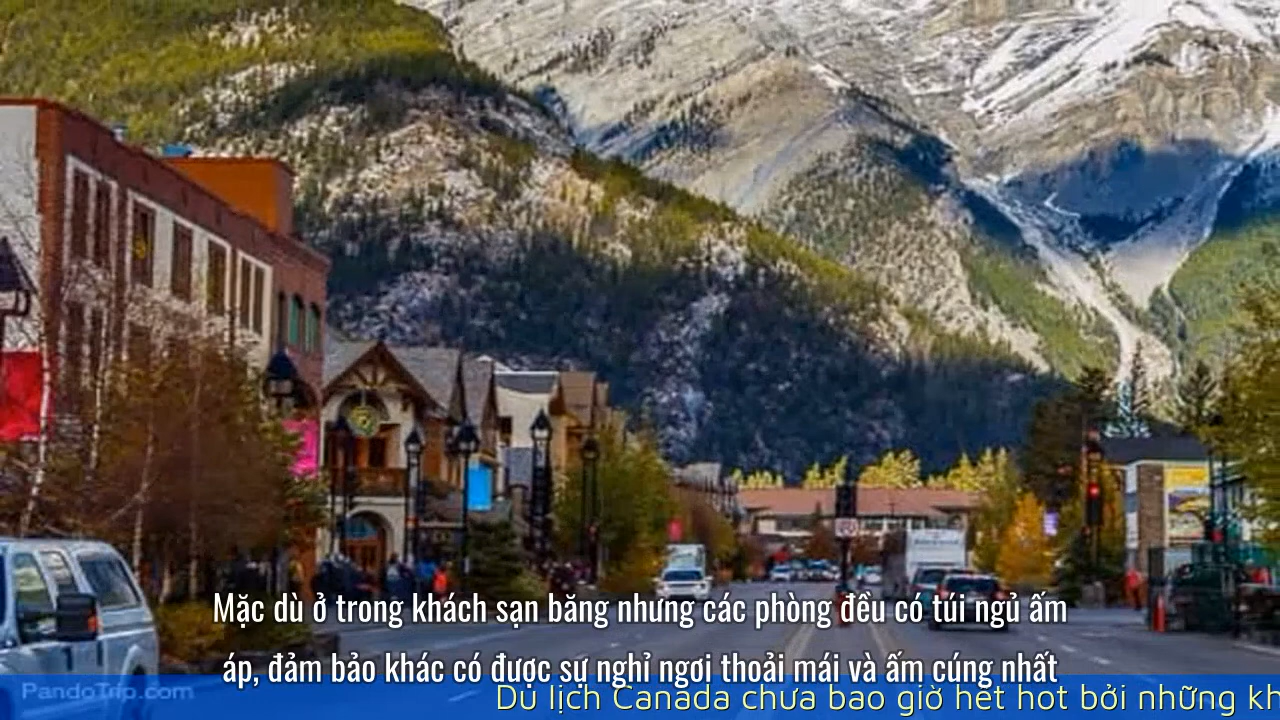 Mặc dù ở trong khách sạn băng nhưng các phòng đều có túi ngủ ấm
áp, đảm bảo khác có được sự nghỉ ngơi thoải mái và ấm cúng nhất
PandoTrip.com
Du lịch Canada chưa bao giờ hết hot bởi những kh